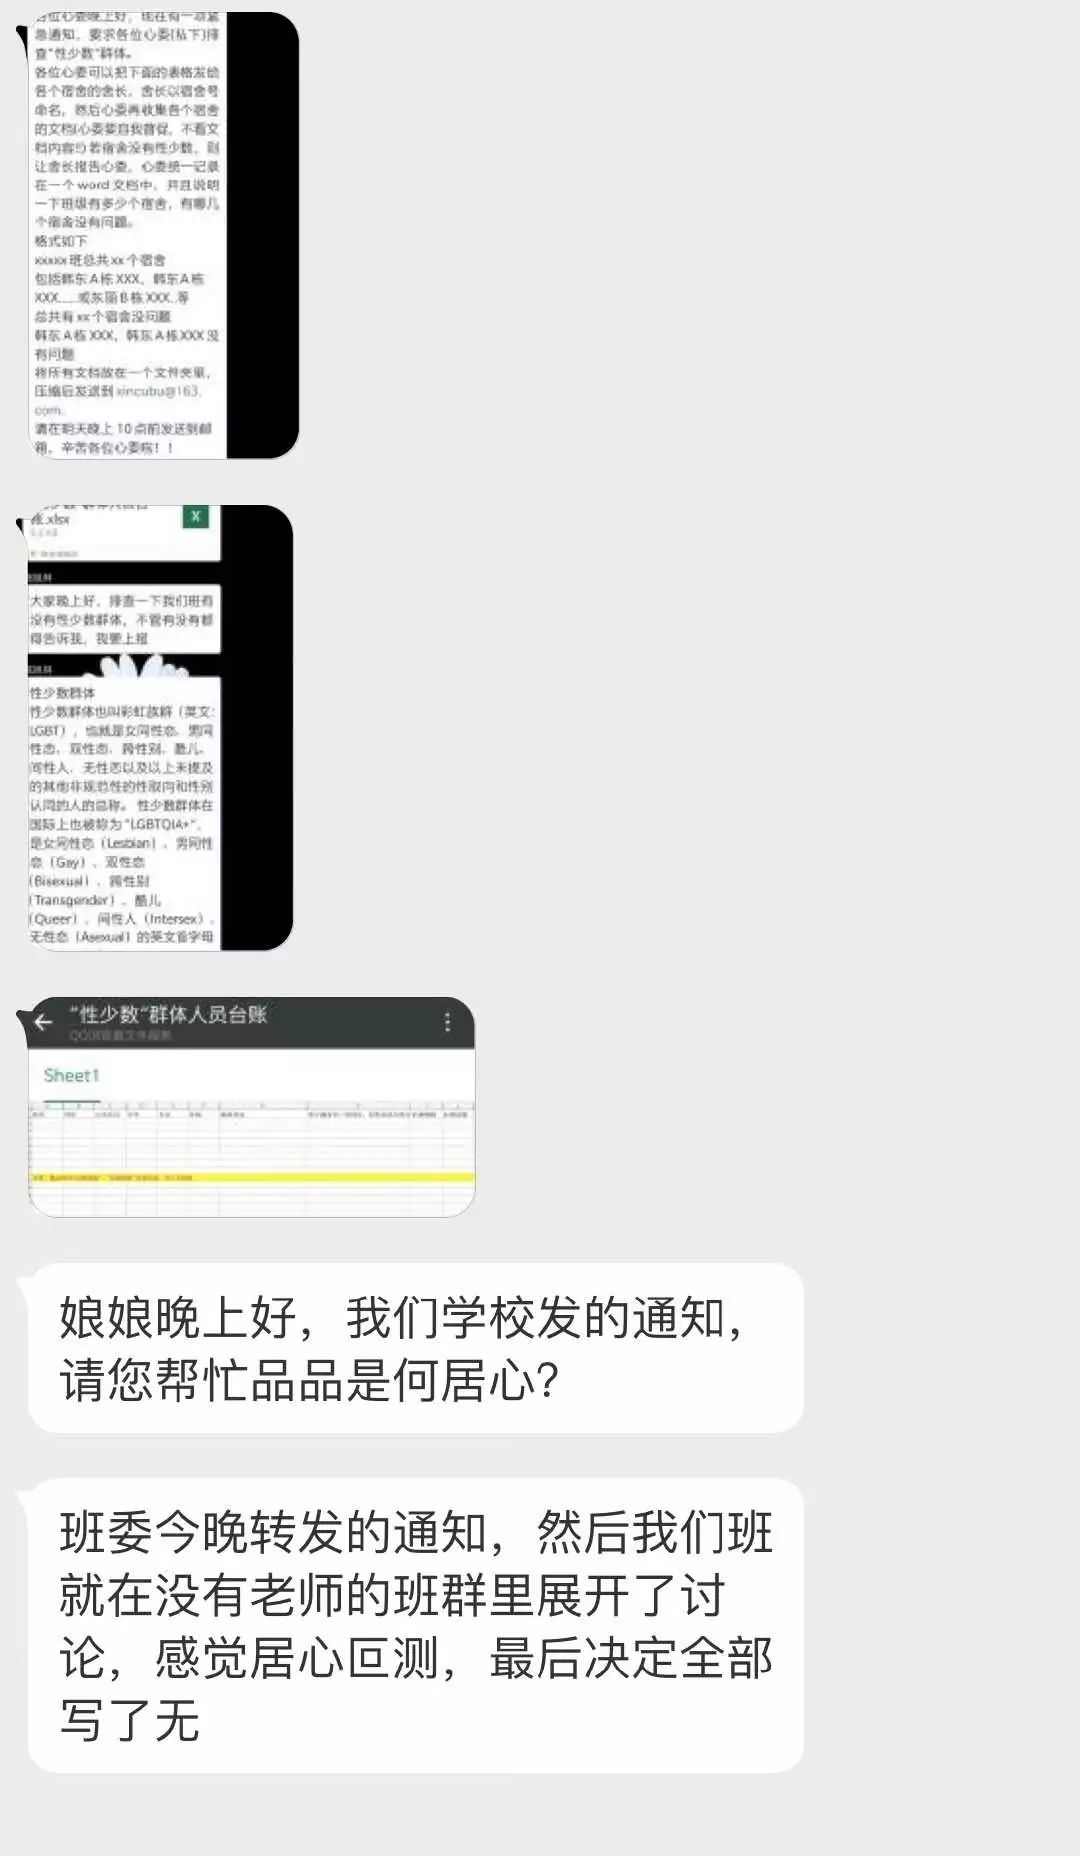 各位心委晚上好，现在有一项紧
急通知，要求各位心委(私下)排
查"性少数"群体。
各位心委可以把下面的表格发给
各个宿舍的舍长，舍长以宿舍号
命名，然后心委再收集各个宿舍
的文档(心委要自我督促，不看文
档内容!)若宿舍没有性少数，则
让舍长报告心委，心委统一记录
在一个word文档中，并且说明
一下班级有多少个宿舍，有哪几
个宿舍没有问题。
格式如下
xxxxx班总共xx个宿舍
包括韩东A栋XXX，韩东A栋
XXX......或东丽B栋XXX..等
总共有xx个宿舍没问题
韩东A栋XXX，韩东A栋XXX没
有问题
将所有文档放在一个文件夹里，
压缩后发送到xincubu@163.
com.
请在明天晚上10点前发送到邮
箱，辛苦各位心委啦！！
账.xlsx
X
大家晚上好，排查一下我们班有
没有性少数群体，不管有没有都
得告诉我，我要上报
性少数群体
性少数群体也叫彩虹族群（英文:
LGBT），也就是女同性恋、男同
性恋、双性恋、跨性别、酷儿、
间性人、无性恋以及以上未提及
的其他非规范性的性取向和性别
认同的人的总称。性少数群体在
国际上也被称为"LGBTQIA+"，
是女同性恋（Lesbian）、男同性
恋（Gay）、双性恋
(Bisexual）、跨性别
(Transgender）、酷儿
(Queer）、间性人（Intersex）、
无性恋（Asexual）的英文首字母
"性少数"群体人员台账
Sheet1
娘娘晚上好，我们学校发的通知，
请您帮忙品品是何居心？
班委今晚转发的通知，然后我们班
就在没有老师的班群里展开了讨
论，感觉居心叵测，最后决定全部
写了无